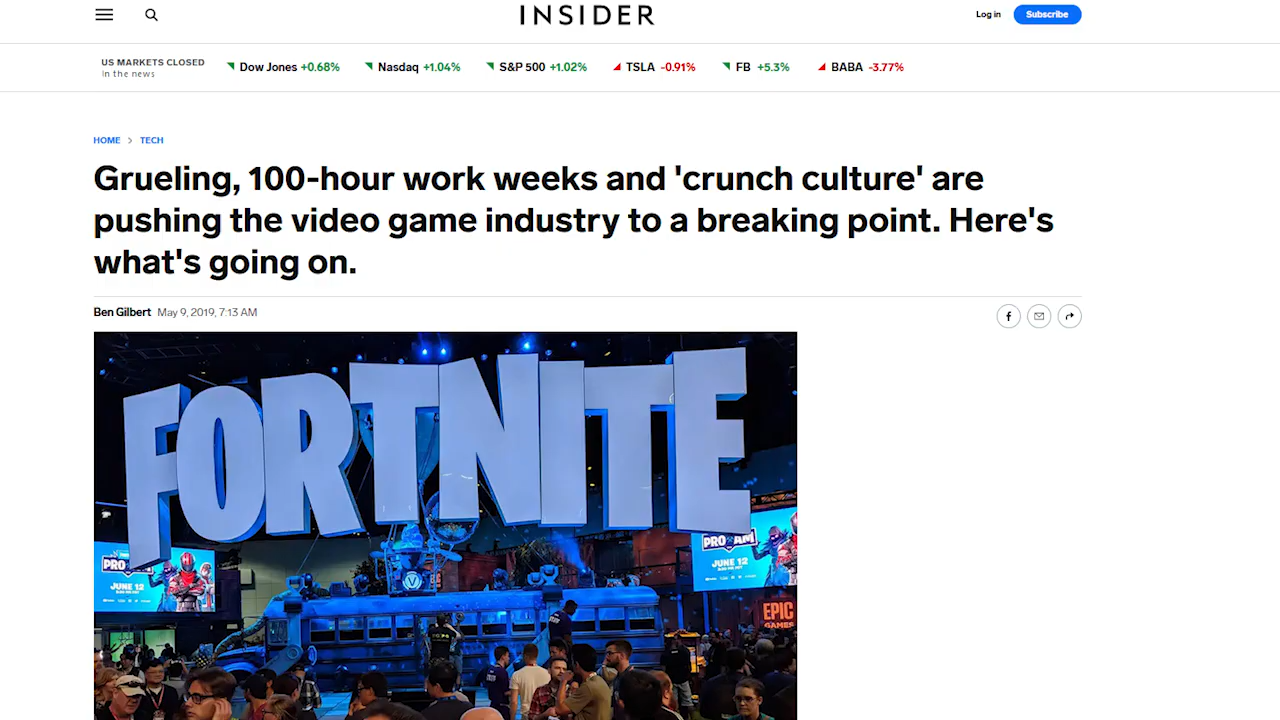 INSIDER
Log in
Subscribe
US MARKETS CLOSED
In the news
Dow Jones +0.68%
Nasdaq +1.04%
S&P 500 +1.02%
TSLA -0.91%
FB +5.3%
BABA -3.77%
HOME > TECH
Grueling, 100-hour work weeks and 'crunch culture' are
pushing the video game industry to a breaking point. Here's
what's going on.
Ben Gilbert May 9, 2019, 7:13 AM
FORTNITE
PRO-AM
JUNE 12
PRO
JUNE 12
EPIC
GAMES